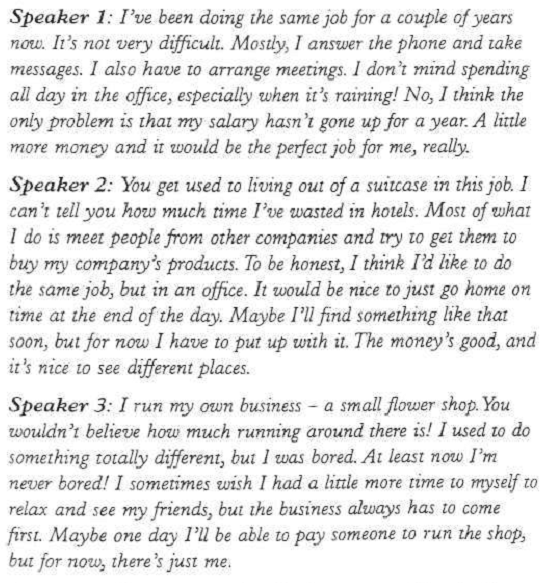 Speaker 1: I've been doing the same job for a couple of years
now. It's not very difficult. Mostly, I answer the phone and take
messages. I also have to arrange meetings. I don't mind spending
all day in the office, especially when it's raining! No, I think the
only problem is that my salary hasn't gone up for a year. A little
more money and it would be the perfect job for me, really.
Speaker 2: You get used to living out of a suitcase in this job. I
can't tell you how much time I've wasted in hotels. Most of what
I do is meet people from other companies and try to get them to
buy my company's products. To be honest, I think I'd like to do
the same job, but in an office. It would be nice to just go home on
time at the end of the day. Maybe I'll find something like that
soon, but for now I have to put up with it. The money's good, and
it's nice to see different places.
Speaker 3: I run my own business – a small flower shop. You
wouldn't believe how much running around there is! I used to do
something totally different, but I was bored. At least now I'm
never bored! I sometimes wish I had a little more time to myself to
relax and see my friends, but the business always has to come
first. Maybe one day I'll be able to pay someone to run the shop,
but for now, there's just me.